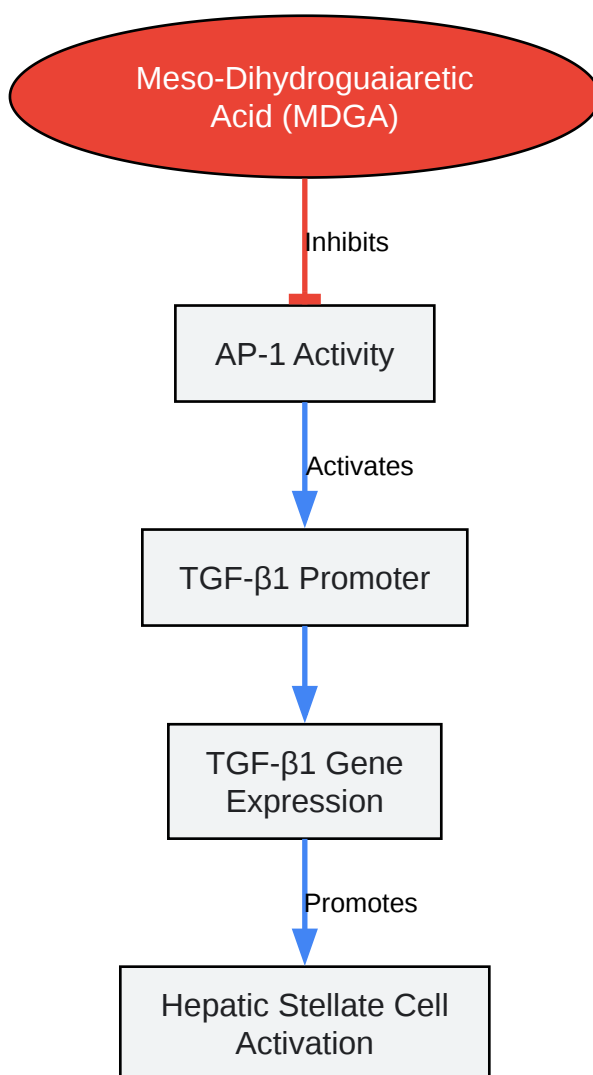 Meso-Dihydroguaiaretic
Acid (MDGA)
Inhibits
AP-1 Activity
Activates
TGF-β1 Promoter
TGF-β1 Gene
Expression
Promotes
Hepatic Stellate Cell
Activation